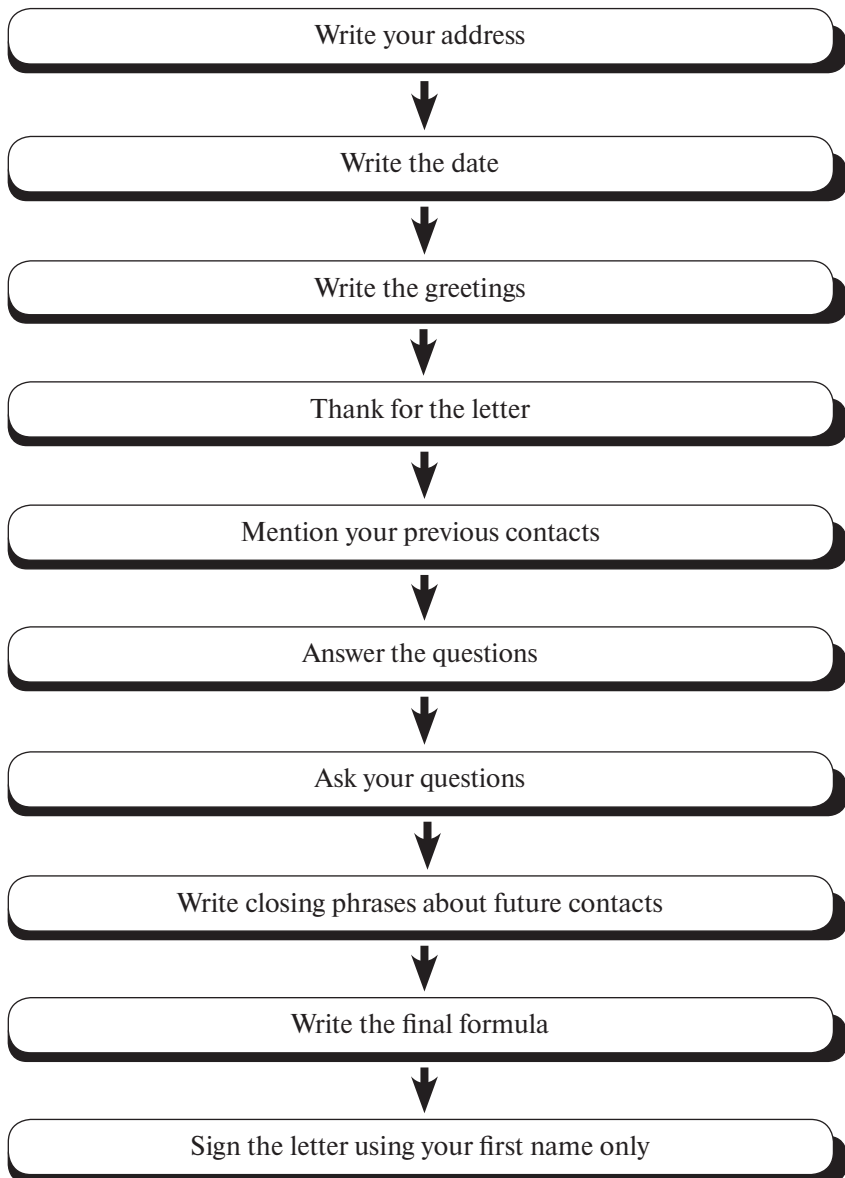 Write your address
Write the date
Write the greetings
Thank for the letter
Mention your previous contacts
Answer the questions
Ask your questions
Write closing phrases about future contacts
Write the final formula
Sign the letter using your first name only